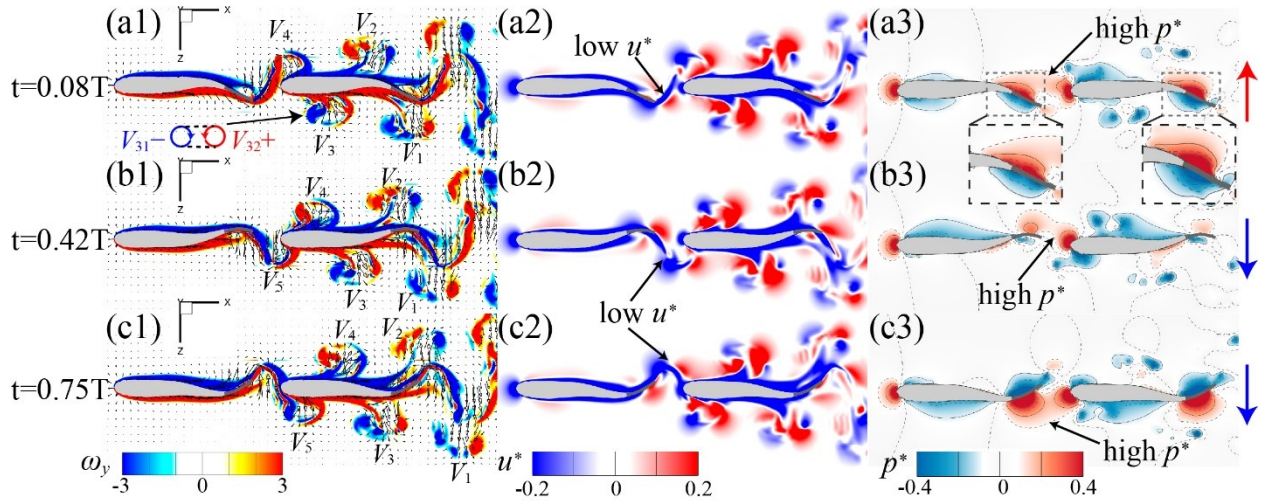 (a1) x z V₄ V₂ (a2) low u* (a3) high p*
t=0.08T
V₃₁− V₃₂+ V₃ V₁
(b1) x z V₄ V₂ (b2) (b3)
t=0.42T
V₅ V₃ V₁ high p*
low u*
(c1) x z V₄ V₂ (c2) (c3)
t=0.75T
V₅ V₃ V₁ high p*
ω_y -3 0 3 u* -0.2 0 0.2 p* -0.4 0 0.4